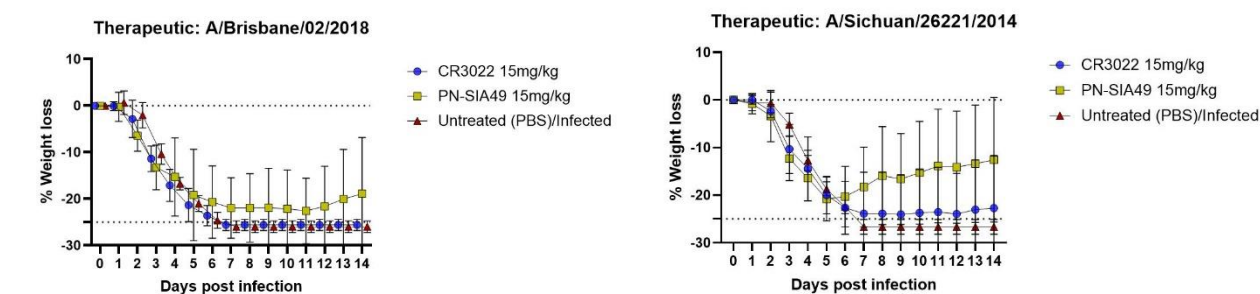 Therapeutic: A/Brisbane/02/2018
10
0
-10
-20
-30
% Weight loss
0 1 2 3 4 5 6 7 8 9 10 11 12 13 14
Days post infection
CR3022 15mg/kg
PN-SIA49 15mg/kg
Untreated (PBS)/Infected
Therapeutic: A/Sichuan/26221/2014
10
0
-10
-20
-30
% Weight loss
0 1 2 3 4 5 6 7 8 9 10 11 12 13 14
Days post infection
CR3022 15mg/kg
PN-SIA49 15mg/kg
Untreated (PBS)/Infected